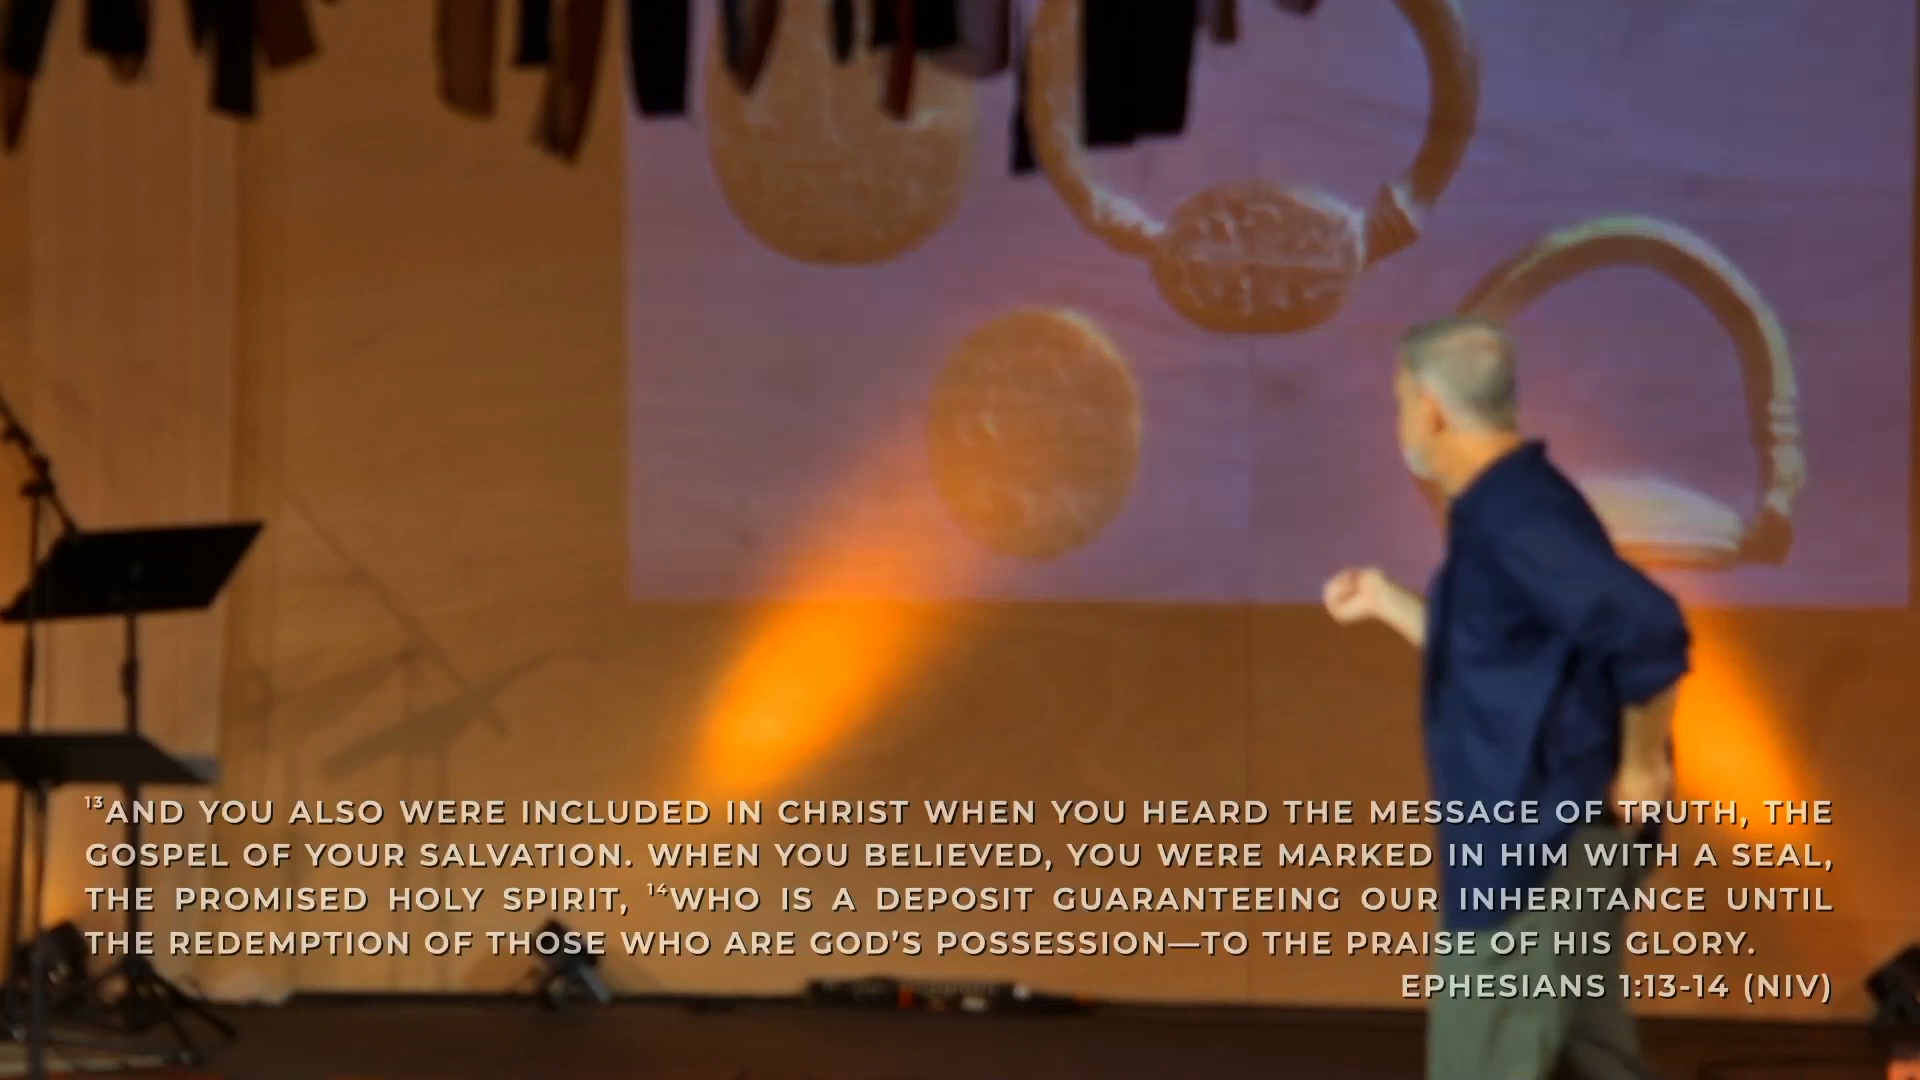 ¹³AND YOU ALSO WERE INCLUDED IN CHRIST WHEN YOU HEARD THE MESSAGE OF TRUTH, THE
GOSPEL OF YOUR SALVATION. WHEN YOU BELIEVED, YOU WERE MARKED IN HIM WITH A SEAL,
THE PROMISED HOLY SPIRIT, ¹⁴WHO IS A DEPOSIT GUARANTEEING OUR INHERITANCE UNTIL
THE REDEMPTION OF THOSE WHO ARE GOD’S POSSESSION—TO THE PRAISE OF HIS GLORY.
EPHESIANS 1:13-14 (NIV)